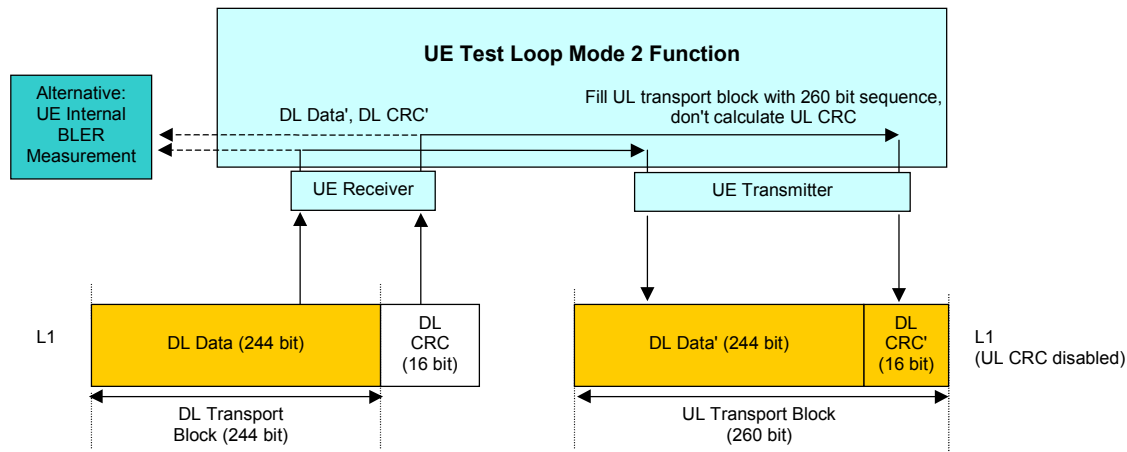 UE Test Loop Mode 2 Function
Alternative:
UE Internal
BLER
Measurement
DL Data', DL CRC'
Fill UL transport block with 260 bit sequence,
don't calculate UL CRC
UE Receiver
UE Transmitter
L1
DL Data (244 bit)
DL
CRC
(16 bit)
DL Data' (244 bit)
DL
CRC'
(16 bit)
L1
(UL CRC disabled)
DL Transport
Block (244 bit)
UL Transport Block
(260 bit)